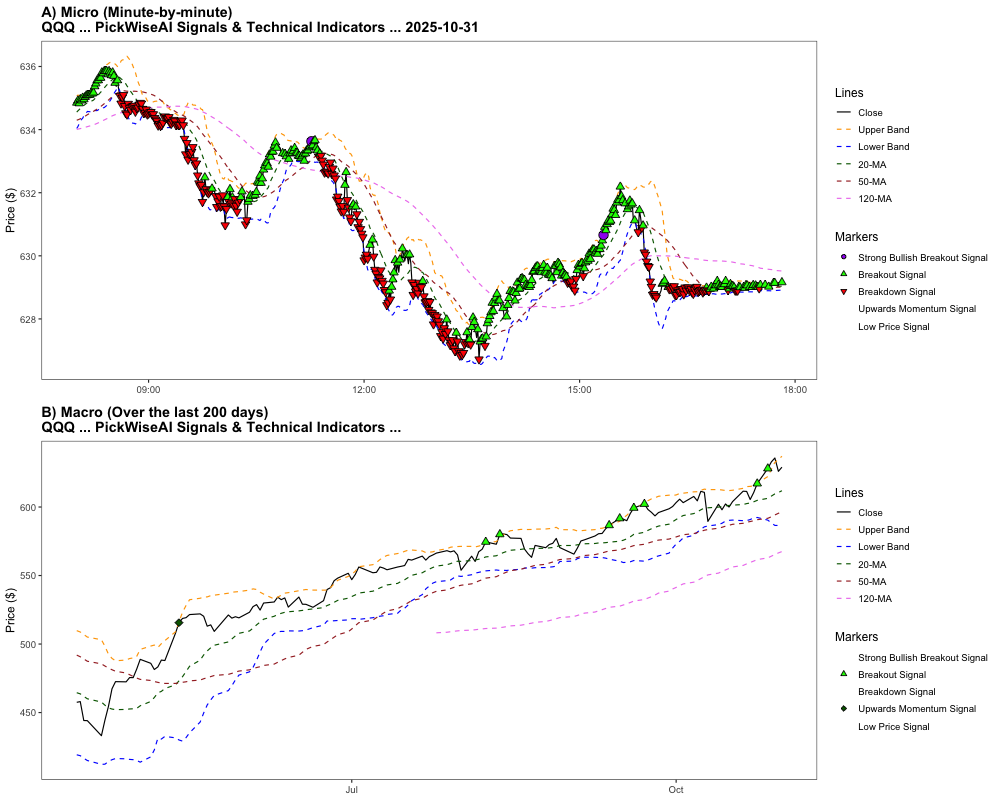 A) Micro (Minute-by-minute)
QQQ ... PickWiseAI Signals & Technical Indicators ... 2025-10-31
Price ($)
636
634
632
630
628
09:00
12:00
15:00
18:00
Lines
Close
Upper Band
Lower Band
20-MA
50-MA
120-MA
Markers
Strong Bullish Breakout Signal
Breakout Signal
Breakdown Signal
Upwards Momentum Signal
Low Price Signal
B) Macro (Over the last 200 days)
QQQ ... PickWiseAI Signals & Technical Indicators ...
Price ($)
600
550
500
450
Jul
Oct
Lines
Close
Upper Band
Lower Band
20-MA
50-MA
120-MA
Markers
Strong Bullish Breakout Signal
Breakout Signal
Breakdown Signal
Upwards Momentum Signal
Low Price Signal